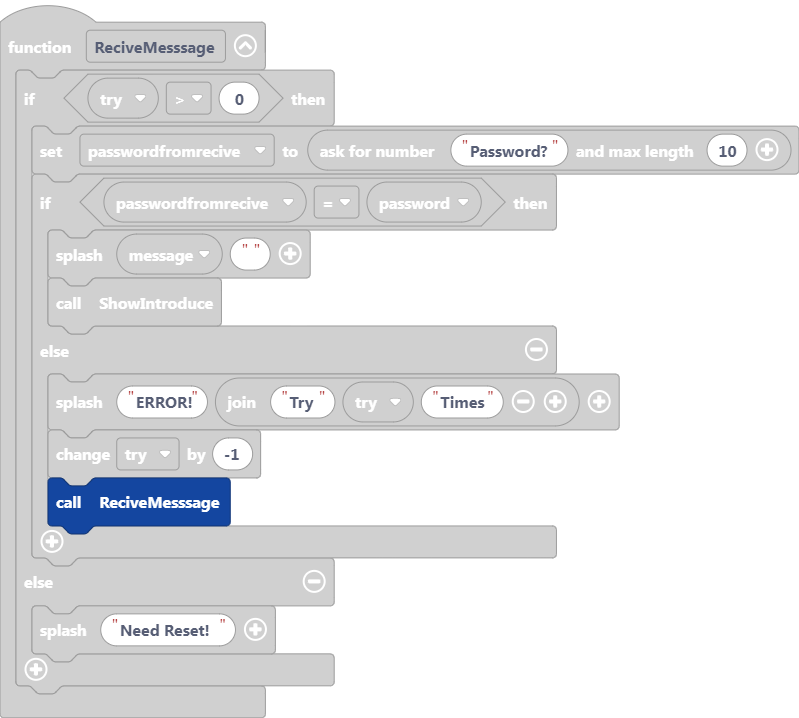 function ReciveMesssage
if try > 0 then
set passwordfromrecive to ask for number "Password?" and max length 10
if passwordfromrecive = password then
splash message " "
call ShowIntroduce
else
splash "ERROR!" join "Try" try "Times"
change try by -1
call ReciveMesssage
else
splash "Need Reset! "